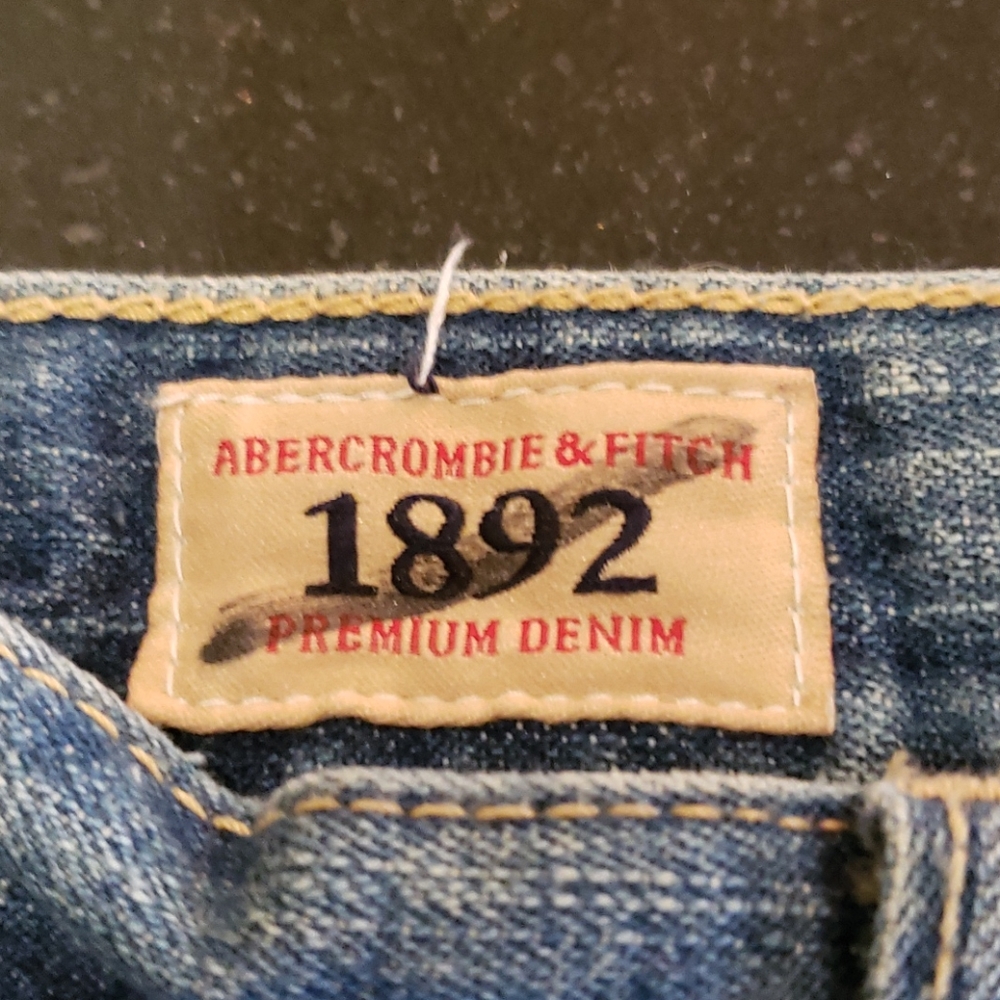 ABERCROMBIE & FITCH
1892
PREMIUM DENIM